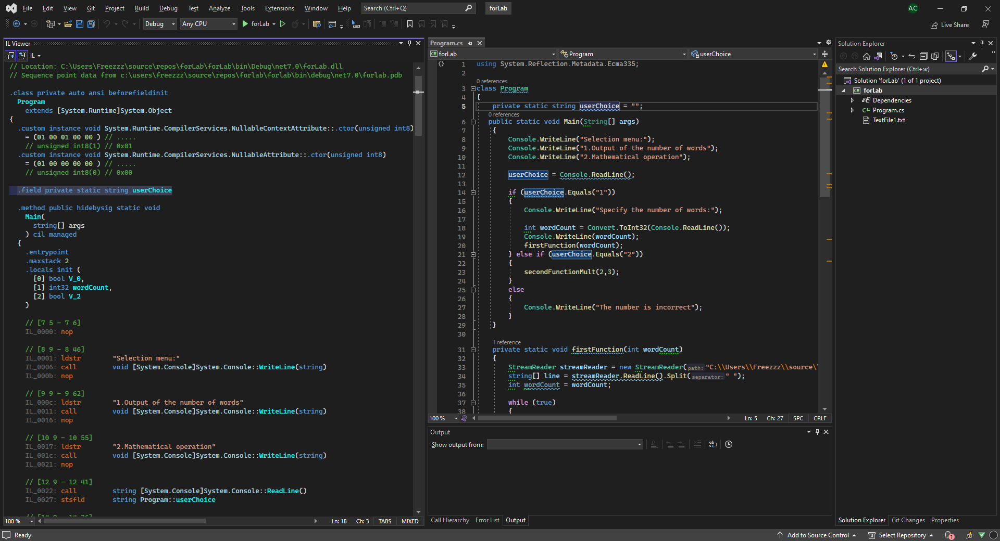 File Edit View Git Project Build Debug Test Analyze Tools Extensions Window Help Search (Ctrl+Q) forLab AC
Debug Any CPU forLab Live Share
IL Viewer
IL
// Location: C:\Users\Freezzz\source\repos\forLab\forLab\bin\Debug\net7.0\forLab.dll
// Sequence point data from c:\users\freezzz\source\repos\forlab\forlab\bin\debug\net7.0\forlab.pdb
.class private auto ansi beforefieldinit
Program
extends [System.Runtime]System.Object
{
.custom instance void System.Runtime.CompilerServices.NullableContextAttribute::.ctor(unsigned int8)
= (01 00 01 00 00 ) // .....
// unsigned int8(1) // 0x01
.custom instance void System.Runtime.CompilerServices.NullableAttribute::.ctor(unsigned int8)
= (01 00 00 00 00 ) // .....
// unsigned int8(0) // 0x00
.field private static string userChoice
.method public hidebysig static void
Main(
string[] args
) cil managed
{
.entrypoint
.maxstack 2
.locals init (
[0] bool V_0,
[1] int32 wordCount,
[2] bool V_2
)
// [7 5 - 7 6]
IL_0000: nop
// [8 9 - 8 46]
IL_0001: ldstr "Selection menu:"
IL_0006: call void [System.Console]System.Console::WriteLine(string)
IL_000b: nop
// [9 9 - 9 62]
IL_000c: ldstr "1.Output of the number of words"
IL_0011: call void [System.Console]System.Console::WriteLine(string)
IL_0016: nop
// [10 9 - 10 55]
IL_0017: ldstr "2.Mathematical operation"
IL_001c: call void [System.Console]System.Console::WriteLine(string)
IL_0021: nop
// [12 9 - 12 41]
IL_0022: call string [System.Console]System.Console::ReadLine()
IL_0027: stsfld string Program::userChoice
100 % Ln: 18 Ch: 3 TABS MIXED
Program.cs
forLab Program userChoice
1 using System.Reflection.Metadata.Ecma335;
2
0 references
3 class Program
4 {
5 private static string userChoice = "";
0 references
6 public static void Main(String[] args)
7 {
8 Console.WriteLine("Selection menu:");
9 Console.WriteLine("1.Output of the number of words");
10 Console.WriteLine("2.Mathematical operation");
11
12 userChoice = Console.ReadLine();
13
14 if (userChoice.Equals("1"))
15 {
16 Console.WriteLine("Specify the number of words:");
17
18 int wordCount = Convert.ToInt32(Console.ReadLine());
19 Console.WriteLine(wordCount);
20 firstFunction(wordCount);
21 } else if (userChoice.Equals("2"))
22 {
23 secondFunctionMult(2,3);
24 }
25 else
26 {
27 Console.WriteLine("The number is incorrect");
28 }
29 }
30
1 reference
31 private static void firstFunction(int wordCount)
32 {
33 StreamReader streamReader = new StreamReader(path: "C:\\Users\\Freezzz\\source\
34 string[] line = streamReader.ReadLine().Split(separator: " ");
35 int wordCount = wordCount;
36
37 while (true)
38 {
100 % Ln: 5 Ch: 27 SPC CRLF
Output
Show output from:
Call Hierarchy Error List Output
Solution Explorer
Search Solution Explorer (Ctrl+ж)
Solution 'forLab' (1 of 1 project)
C# forLab
Dependencies
C# Program.cs
TextFile1.txt
Solution Explorer Git Changes Properties
Ready Add to Source Control Select Repository 1